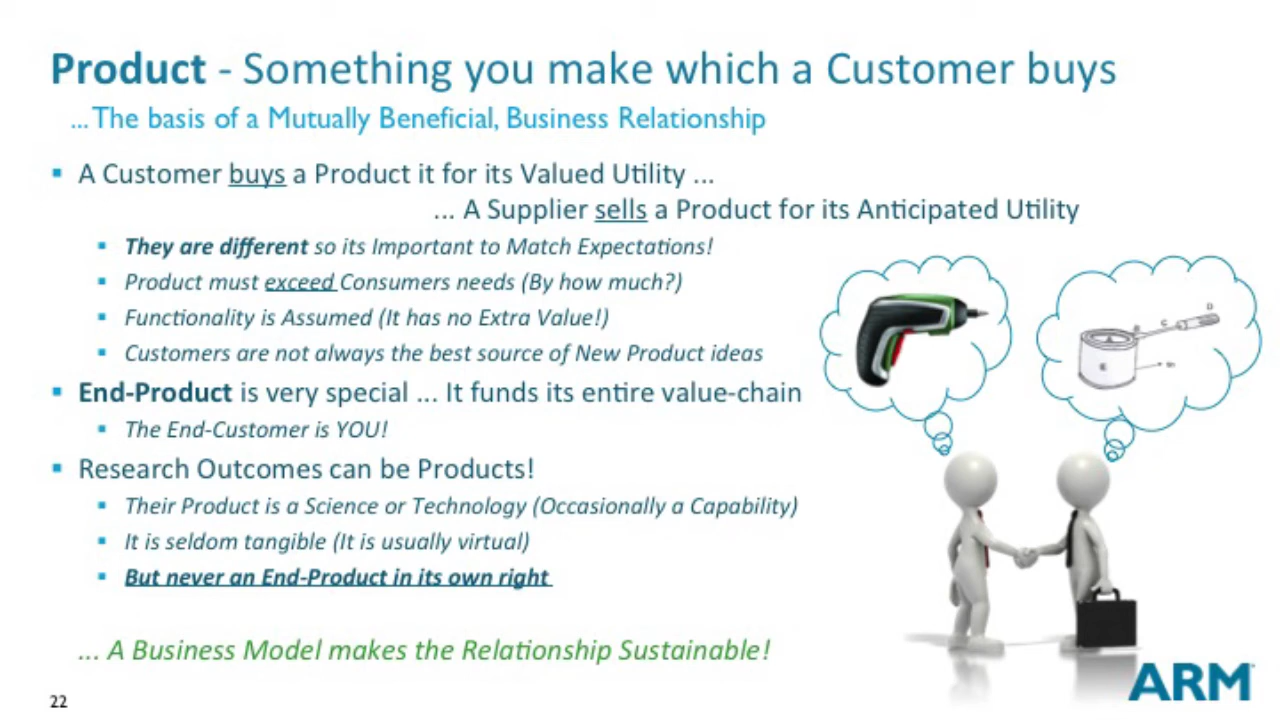 Product - Something you make which a Customer buys
...The basis of a Mutually Beneficial, Business Relationship
A Customer buys a Product it for its Valued Utility ...
... A Supplier sells a Product for its Anticipated Utility
They are different so its Important to Match Expectations!
Product must exceed Consumers needs (By how much?)
Functionality is Assumed (It has no Extra Value!)
Customers are not always the best source of New Product ideas
End-Product is very special ... It funds its entire value-chain
The End-Customer is YOU!
Research Outcomes can be Products!
Their Product is a Science or Technology (Occasionally a Capability)
It is seldom tangible (It is usually virtual)
But never an End-Product in its own right
... A Business Model makes the Relationship Sustainable!
A
B
C
D
E
22
ARM